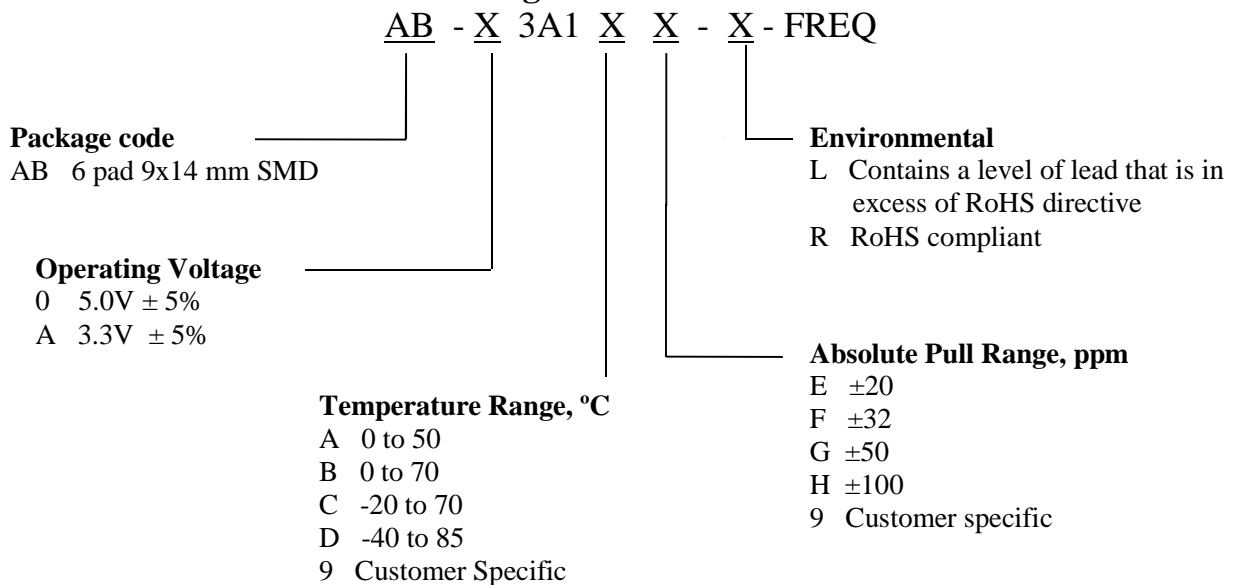 AB - X 3A1 X X - X - FREQ
Package code
AB 6 pad 9x14 mm SMD
Environmental
L Contains a level of lead that is in
excess of RoHS directive
R RoHS compliant
Operating Voltage
0 5.0V ± 5%
A 3.3V ± 5%
Absolute Pull Range, ppm
E ±20
F ±32
G ±50
H ±100
9 Customer specific
Temperature Range, ºC
A 0 to 50
B 0 to 70
C -20 to 70
D -40 to 85
9 Customer Specific